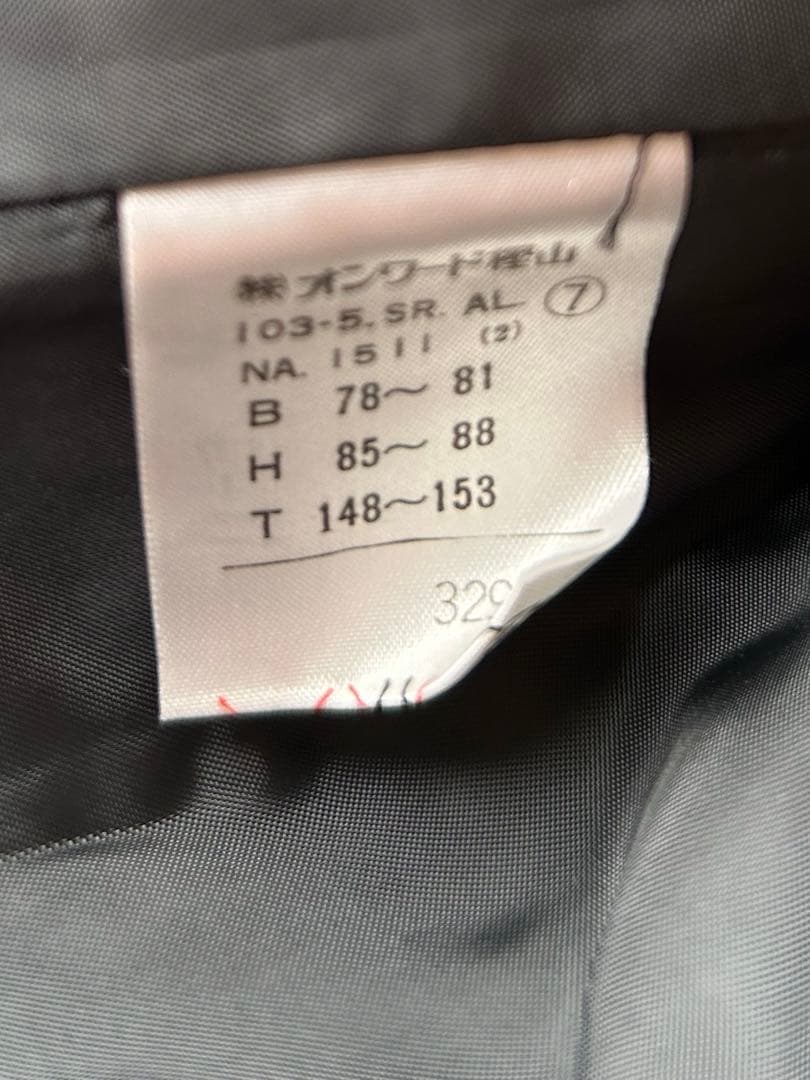 ㈱オンワード樫山
103-5. SR. AL ⑦
NA. 1511 (2)
B 78〜81
H 85〜88
T 148〜153
329